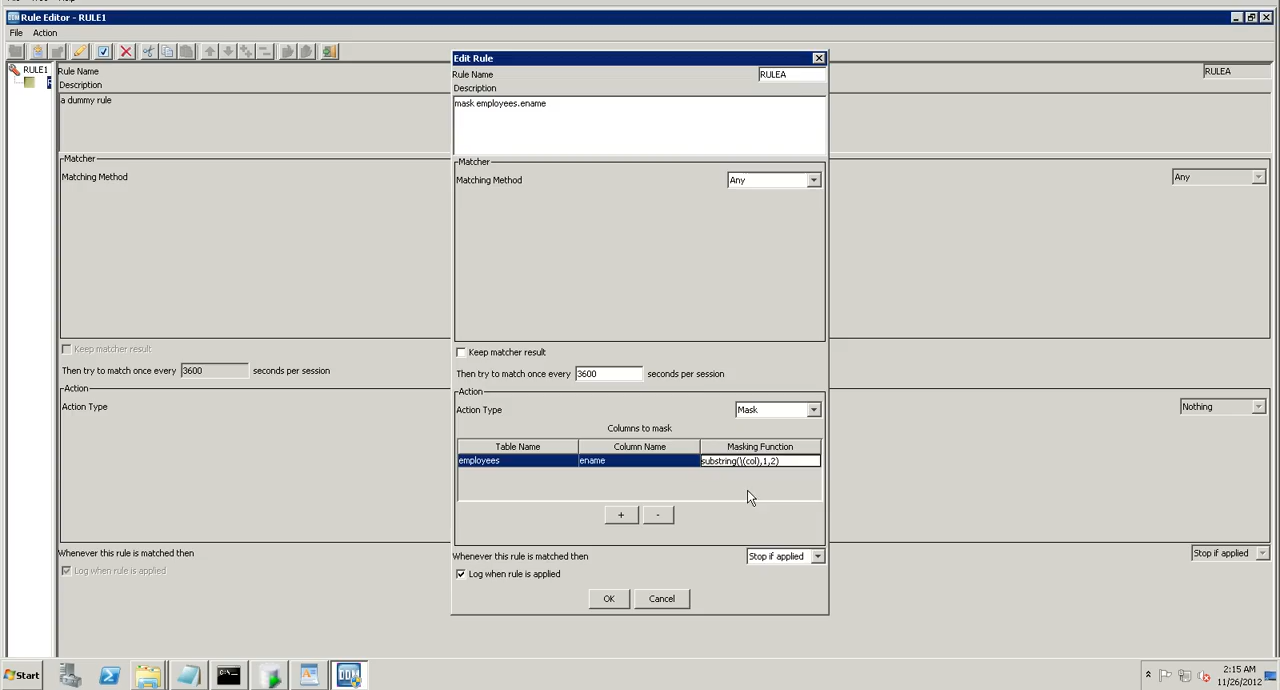 Rule Editor - RULE1
File Action
RULE1
Rule Name RULEA
Description
a dummy rule
Matcher
Matching Method Any
Keep matcher result
Then try to match once every 3600 seconds per session
Action
Action Type Nothing
Whenever this rule is matched then Stop if applied
Log when rule is applied
Edit Rule
Rule Name RULEA
Description
mask employees.ename
Matcher
Matching Method Any
Keep matcher result
Then try to match once every 3600 seconds per session
Action
Action Type Mask
Columns to mask
Table Name Column Name Masking Function
employees ename substring(\(col),1,2)
+ -
Whenever this rule is matched then Stop if applied
Log when rule is applied
OK Cancel
Start
DDM
2:15 AM
11/26/2012